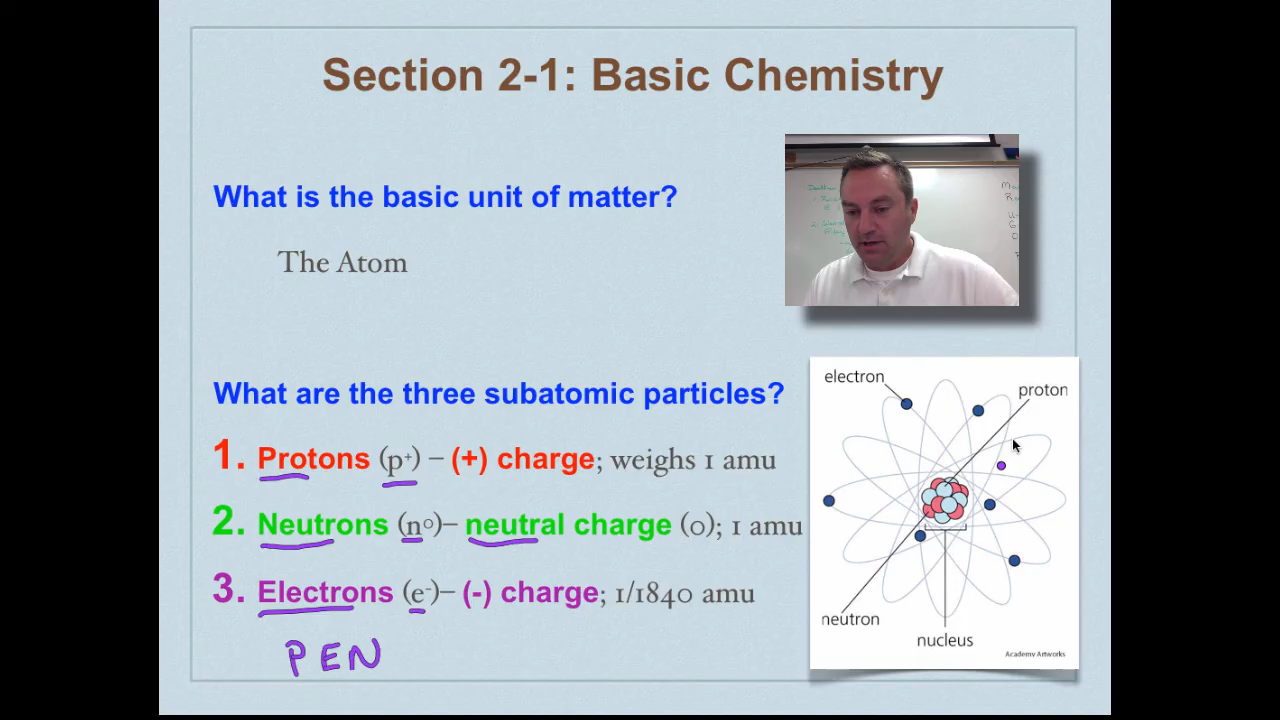 Section 2-1: Basic Chemistry
What is the basic unit of matter?
The Atom
What are the three subatomic particles?
1. Protons (p+) – (+) charge; weighs 1 amu
2. Neutrons (n0)– neutral charge (0); 1 amu
3. Electrons (e-)– (-) charge; 1/1840 amu
PEN
electron
proton
neutron
nucleus
Academy Artworks